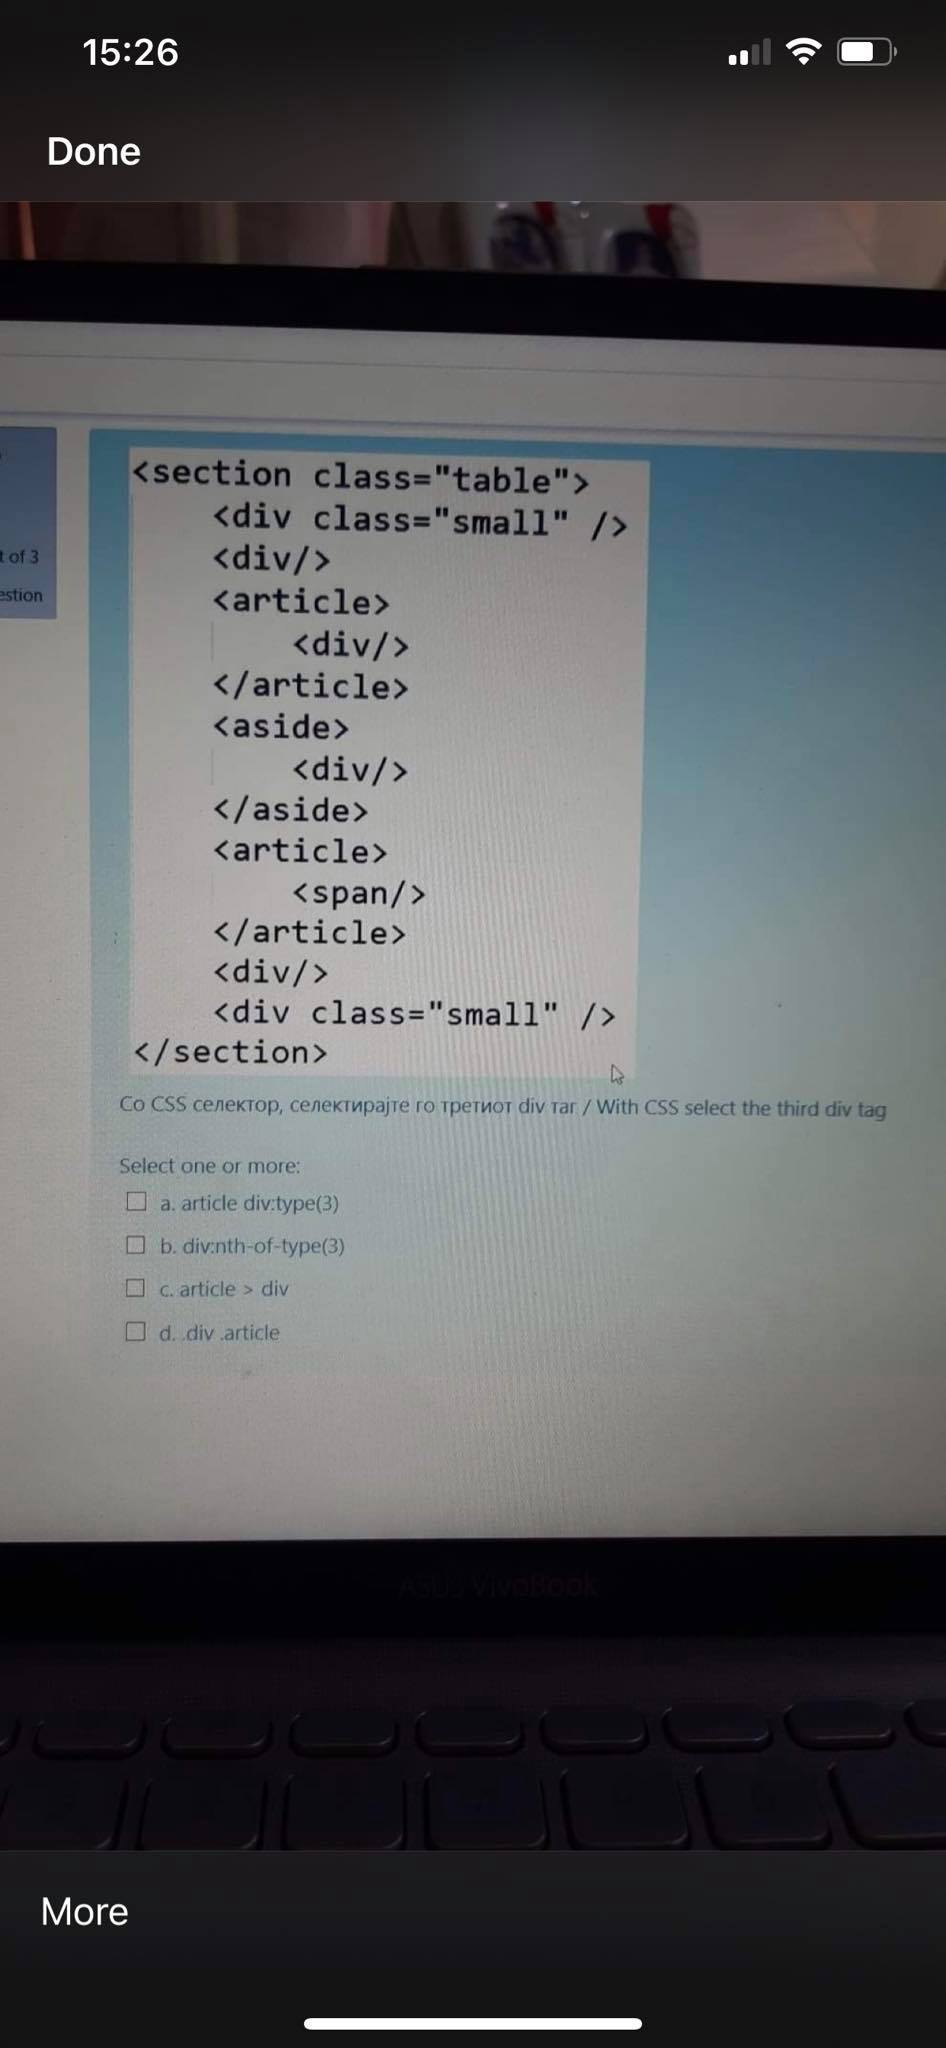 15:26
Done
<section class="table">
<div class="small" />
<div/>
<article>
<div/>
</article>
<aside>
<div/>
</aside>
<article>
<span/>
</article>
<div/>
<div class="small" />
</section>
t of 3
estion
Со CSS селектор, селектирајте го третиот div таг / With CSS select the third div tag
Select one or more:
a. article div:type(3)
b. div:nth-of-type(3)
c. article > div
d. .div .article
ASUS VivoBook
More